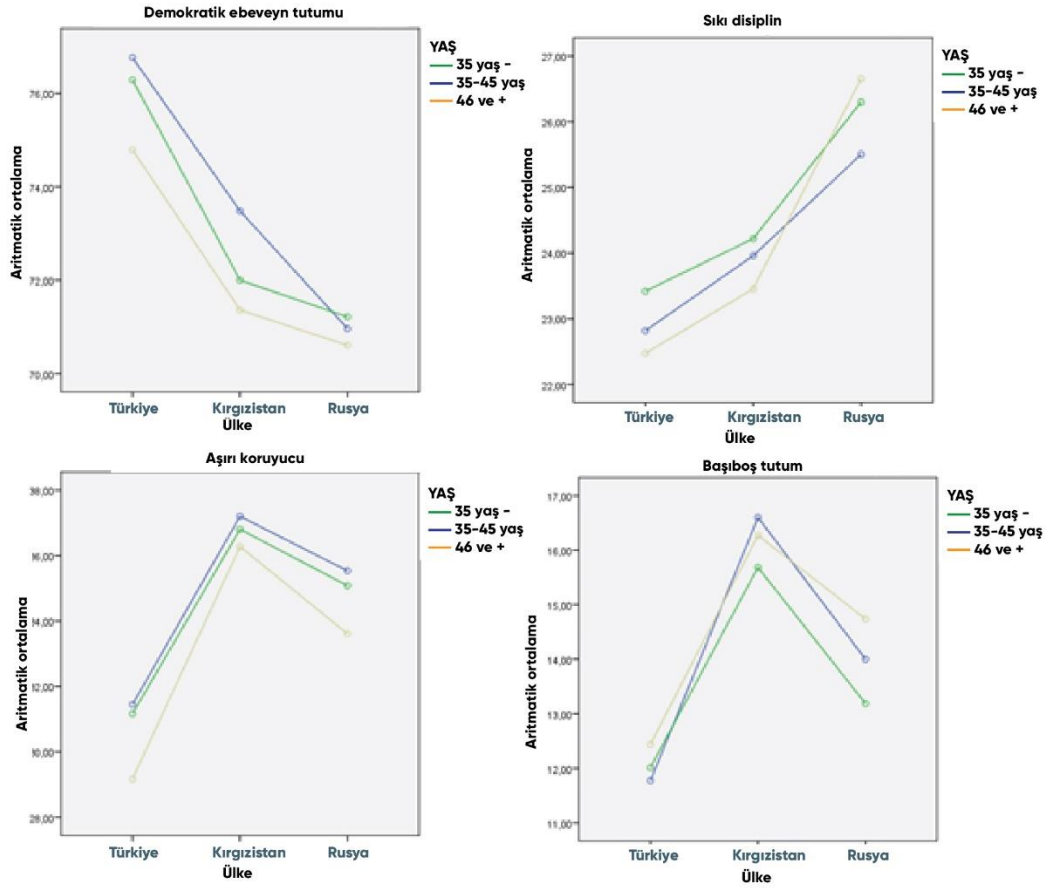 Demokratik ebeveyn tutumu
YAŞ
35 yaş -
35-45 yaş
46 ve +
Aritmatik ortalama
76,00
74,00
72,00
70,00
Türkiye Kırgızistan Rusya
Ülke
Sıkı disiplin
YAŞ
35 yaş -
35-45 yaş
46 ve +
Aritmatik ortalama
27,00
26,00
25,00
24,00
23,00
22,00
Türkiye Kırgızistan Rusya
Ülke
Aşırı koruyucu
YAŞ
35 yaş -
35-45 yaş
46 ve +
Aritmatik ortalama
28,00
Türkiye Kırgızistan Rusya
Ülke
Başıboş tutum
YAŞ
35 yaş -
35-45 yaş
46 ve +
Aritmatik ortalama
17,00
16,00
15,00
14,00
13,00
12,00
11,00
Türkiye Kırgızistan Rusya
Ülke